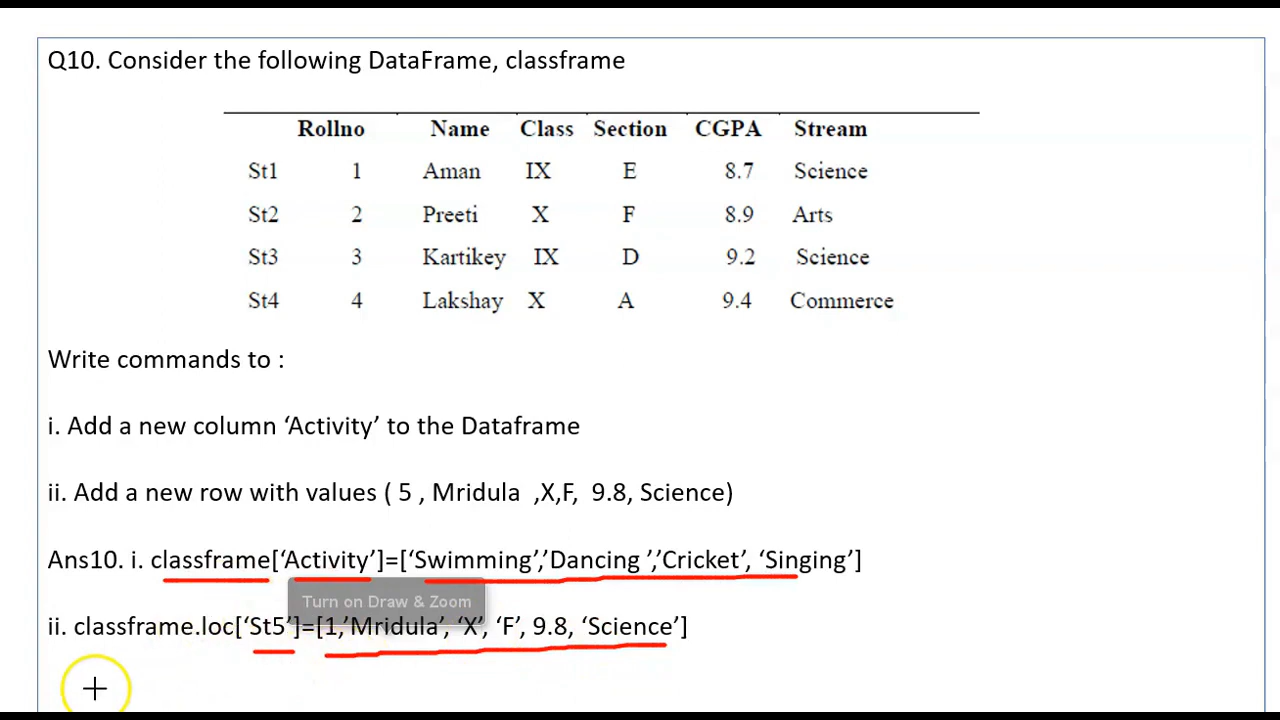 Q10. Consider the following DataFrame, classframe
Rollno Name Class Section CGPA Stream
St1 1 Aman IX E 8.7 Science
St2 2 Preeti X F 8.9 Arts
St3 3 Kartikey IX D 9.2 Science
St4 4 Lakshay X A 9.4 Commerce
Write commands to :
i. Add a new column ‘Activity’ to the Dataframe
ii. Add a new row with values ( 5 , Mridula ,X,F, 9.8, Science)
Ans10. i. classframe[‘Activity’]=[‘Swimming’,’Dancing ’,’Cricket’, ‘Singing’]
Turn on Draw & Zoom
ii. classframe.loc[‘St5’]=[1,’Mridula’, ‘X’, ‘F’, 9.8, ‘Science’]